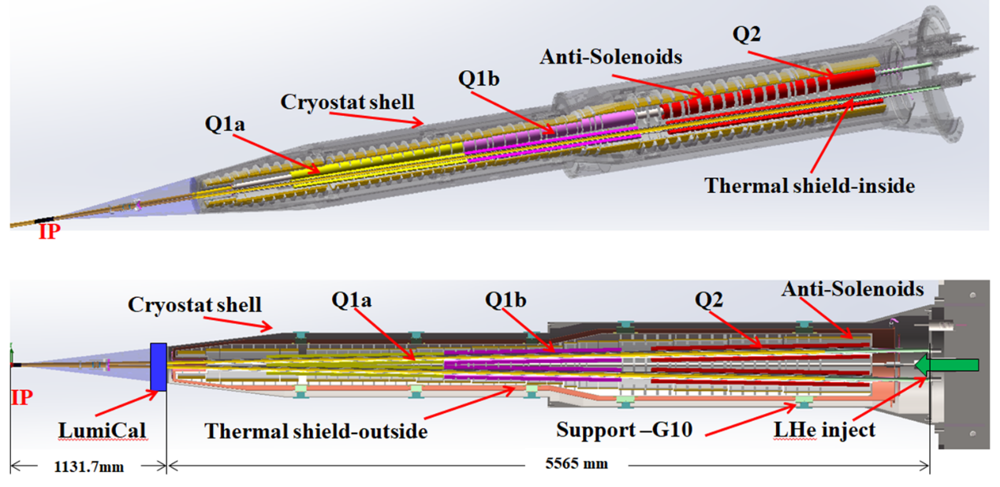 Q2
Anti-Solenoids
Q1b
Cryostat shell
Q1a
Thermal shield-inside
IP
Anti-Solenoids
Cryostat shell
Q1a
Q1b
Q2
IP
LumiCal
Thermal shield-outside
Support –G10
LHe inject
1131.7mm
5565 mm